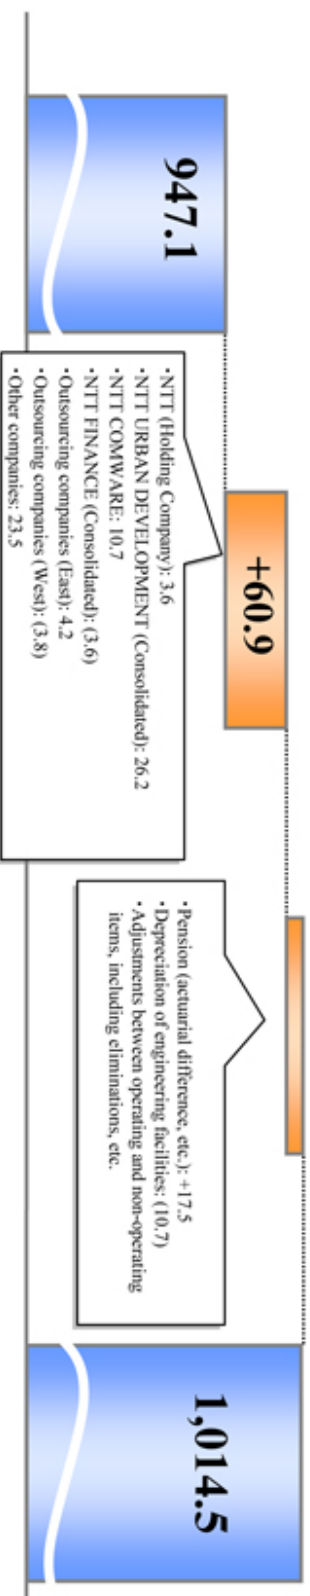 947.1
+60.9
•NTT (Holding Company): 3.6
•NTT URBAN DEVELOPMENT (Consolidated): 26.2
•NTT COMWARE: 10.7
•NTT FINANCE (Consolidated): (3.6)
•Outsourcing companies (East): 4.2
•Outsourcing companies (West): (3.8)
•Other companies: 23.5
•Pension (actuarial difference, etc.): +17.5
•Depreciation of engineering facilities: (10.7)
•Adjustments between operating and non-operating
items, including eliminations, etc.
1,014.5